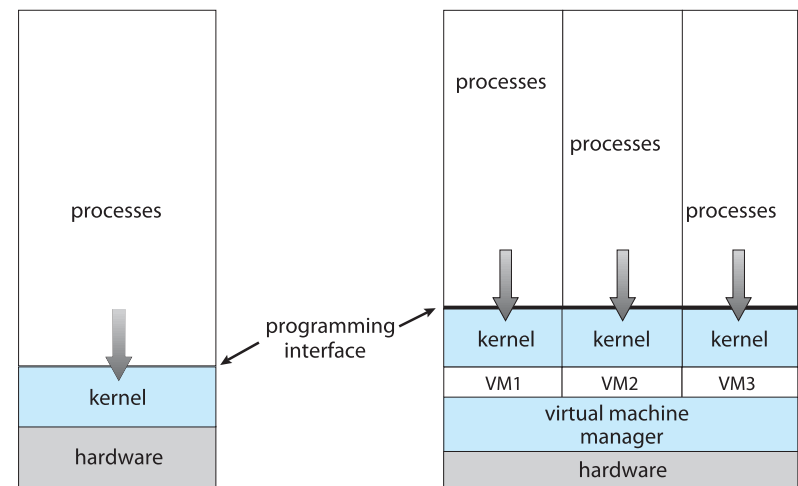 processes
kernel
hardware
programming
interface
processes
processes
processes
kernel
kernel
kernel
VM1
VM2
VM3
virtual machine
manager
hardware